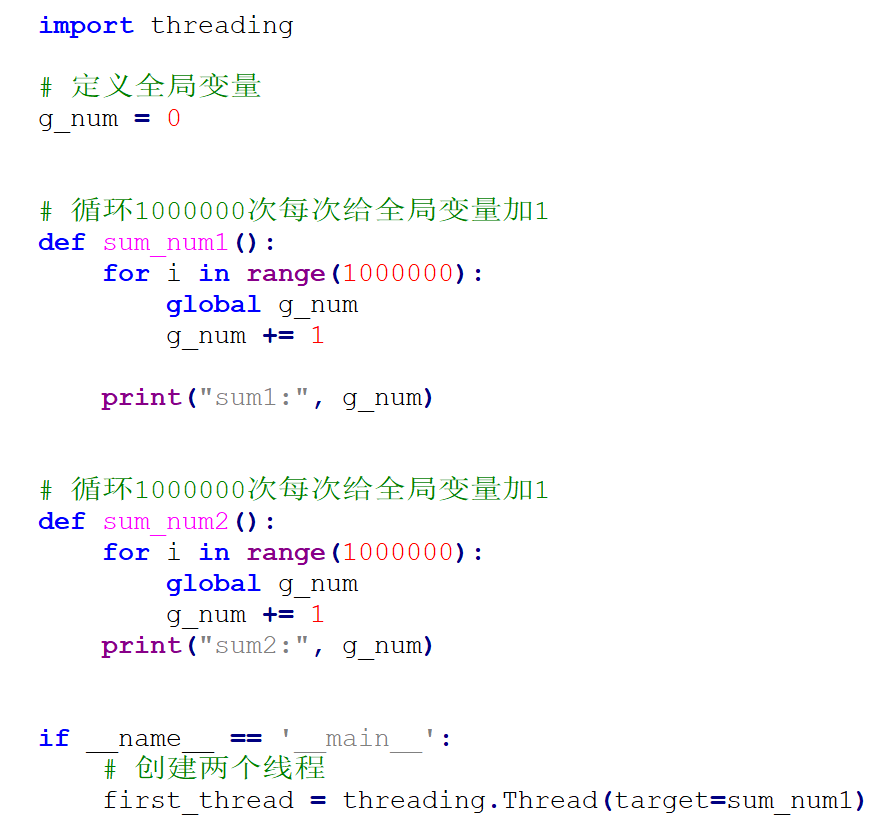 import threading
# 定义全局变量
g_num = 0
# 循环1000000次每次给全局变量加1
def sum_num1():
    for i in range(1000000):
        global g_num
        g_num += 1
    print("sum1:", g_num)
# 循环1000000次每次给全局变量加1
def sum_num2():
    for i in range(1000000):
        global g_num
        g_num += 1
    print("sum2:", g_num)
if __name__ == '__main__':
    # 创建两个线程
    first_thread = threading.Thread(target=sum_num1)